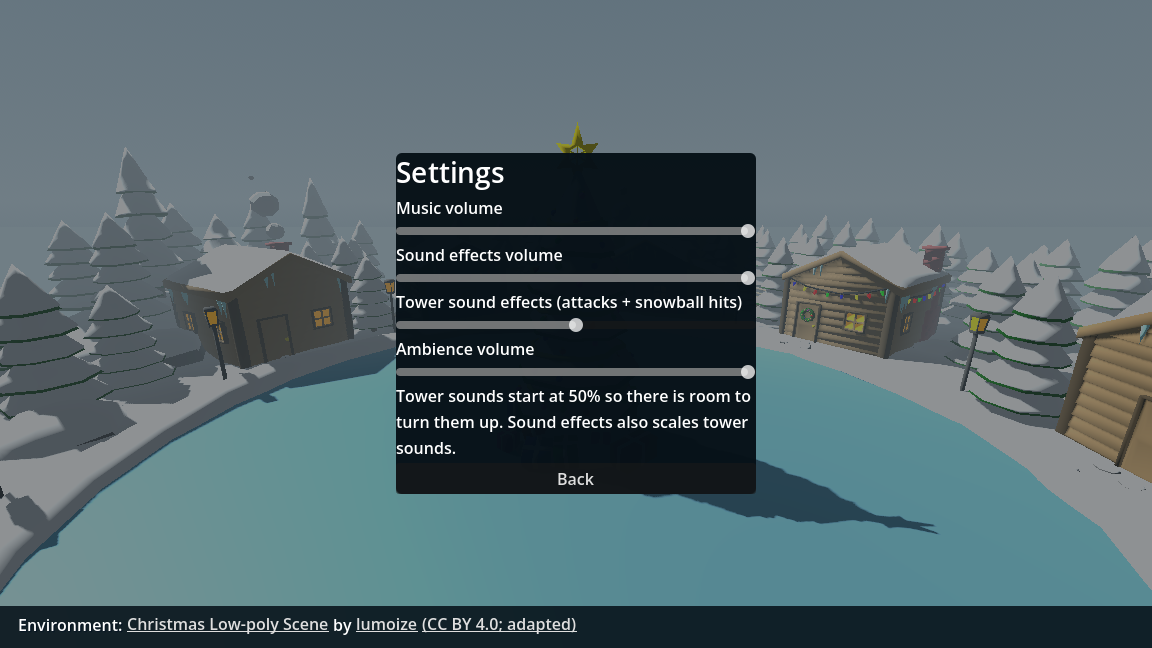 Settings
Music volume
Sound effects volume
Tower sound effects (attacks + snowball hits)
Ambience volume
Tower sounds start at 50% so there is room to
turn them up. Sound effects also scales tower
sounds.
Back
Environment: Christmas Low-poly Scene by lumoize (CC BY 4.0; adapted)